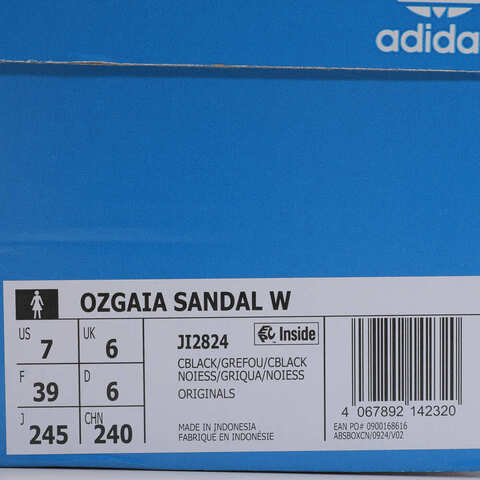 adidas
OZGAIA SANDAL W
US 7 UK 6
F 39 D 6
J 245 CHN 240
JI2824
Inside
CBLACK/GREFOU/CBLACK
NOIESS/GRIQUA/NOIESS
ORIGINALS
MADE IN INDONESIA
FABRIQUÉ EN INDONÉSIE
4 067892 142320
EAN PO# 0900168616
ABSBOXCN/0924/V02